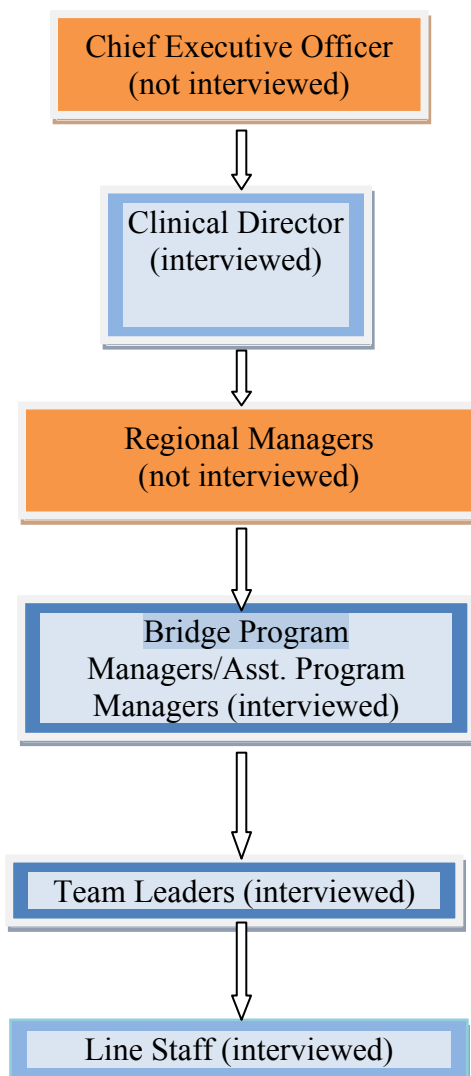 Chief Executive Officer
(not interviewed)
Clinical Director
(interviewed)
Regional Managers
(not interviewed)
Bridge Program
Managers/Asst. Program
Managers (interviewed)
Team Leaders (interviewed)
Line Staff (interviewed)